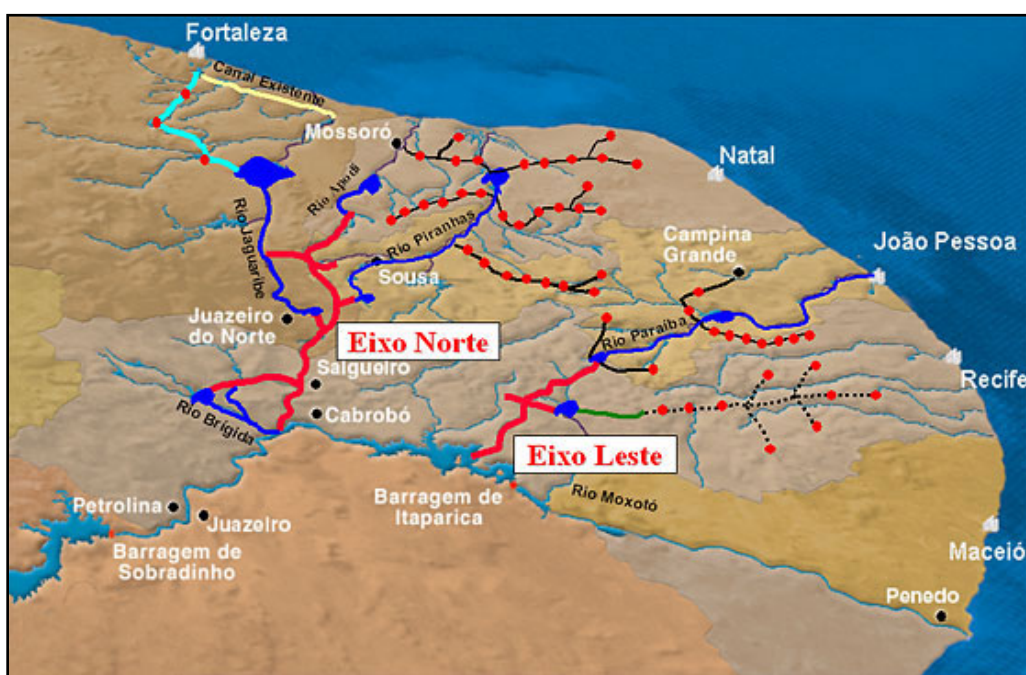 Fortaleza
Canal Existente
Mossoró
Natal
Rio Apodi
Rio Jaguaribe
Rio Piranhas
Sousa
Campina
Grande
João Pessoa
Juazeiro
do Norte
Eixo Norte
Rio Paraíba
Salgueiro
Recife
Cabrobó
Rio Brígida
Eixo Leste
Petrolina
Juazeiro
Barragem de
Itaparica
Rio Moxotó
Barragem de
Sobradinho
Maceió
Penedo